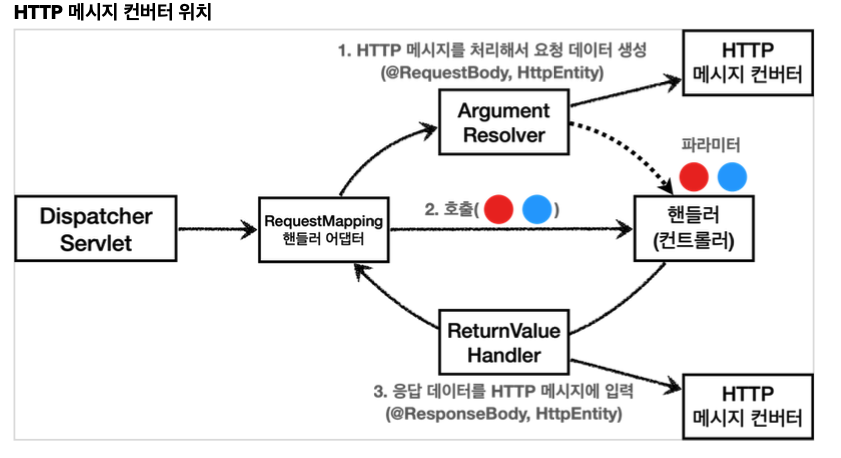 HTTP 메시지 컨버터 위치
1. HTTP 메시지를 처리해서 요청 데이터 생성
(@RequestBody, HttpEntity)
HTTP
메시지 컨버터
Argument
Resolver
파라미터
Dispatcher
Servlet
RequestMapping
핸들러 어댑터
2. 호출( )
핸들러
(컨트롤러)
ReturnValue
Handler
3. 응답 데이터를 HTTP 메시지에 입력
(@ResponseBody, HttpEntity)
HTTP
메시지 컨버터